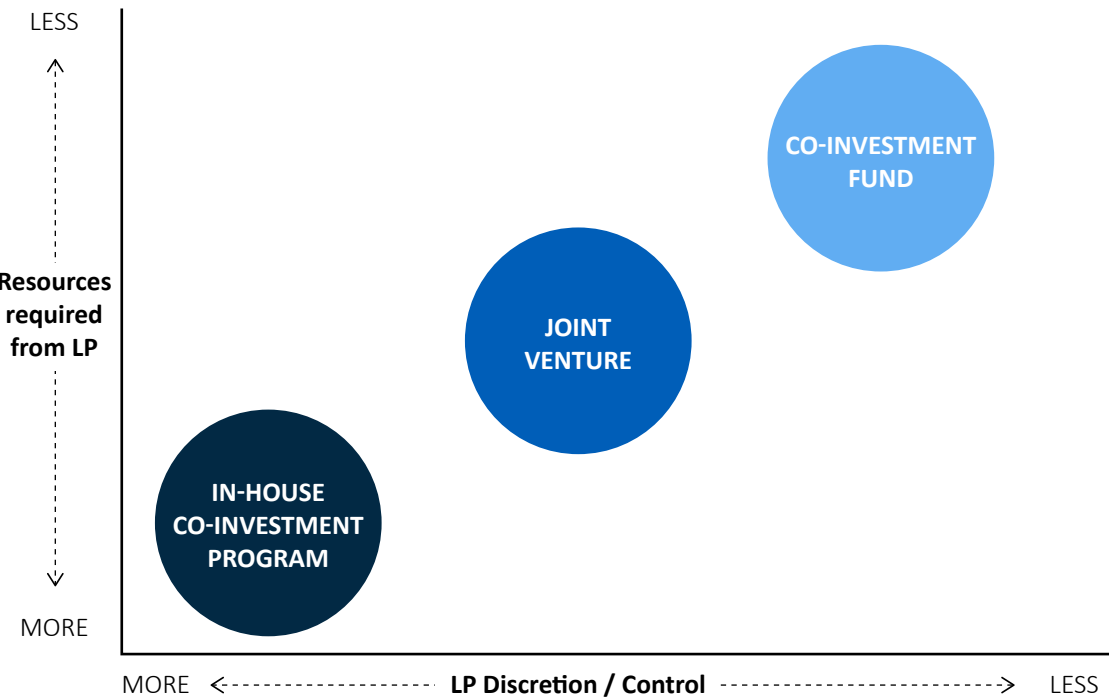 LESS
CO-INVESTMENT
FUND
Resources
required
from LP
JOINT
VENTURE
IN-HOUSE
CO-INVESTMENT
PROGRAM
MORE
MORE LP Discretion / Control LESS